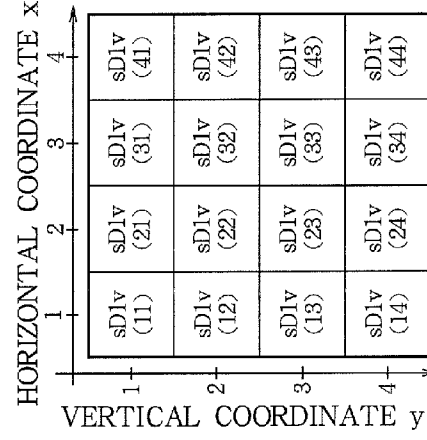 HORIZONTAL COORDINATE x
1 2 3 4
VERTICAL COORDINATE y
1
sD1v sD1v sD1v sD1v
(11) (21) (31) (41)
2
sD1v sD1v sD1v sD1v
(12) (22) (32) (42)
3
sD1v sD1v sD1v sD1v
(13) (23) (33) (43)
4
sD1v sD1v sD1v sD1v
(14) (24) (34) (44)